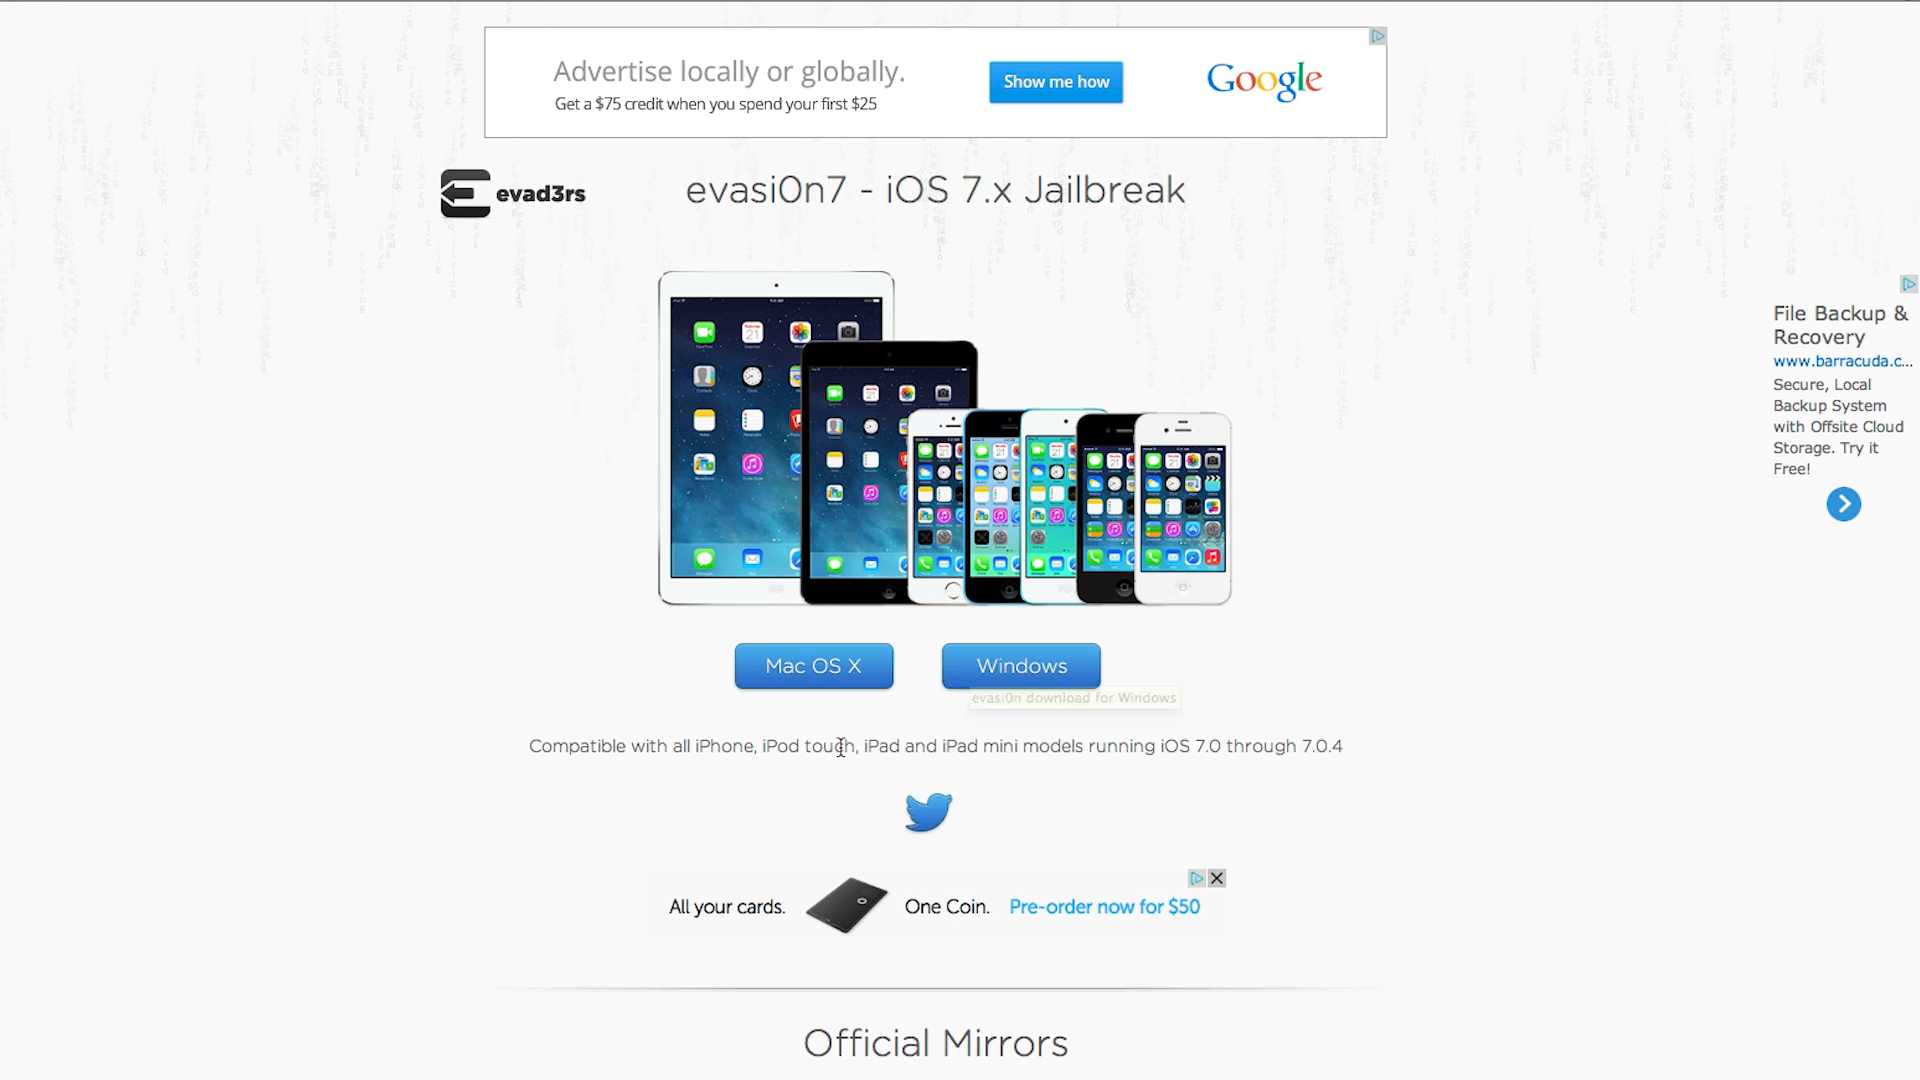 Advertise locally or globally.
Get a $75 credit when you spend your first $25
Show me how
Google
evad3rs
evasi0n7 - iOS 7.x Jailbreak
File Backup &
Recovery
www.barracuda.c...
Secure, Local
Backup System
with Offsite Cloud
Storage. Try it
Free!
Mac OS X
Windows
evasi0n download for Windows
Compatible with all iPhone, iPod touch, iPad and iPad mini models running iOS 7.0 through 7.0.4
All your cards.
One Coin.
Pre-order now for $50
Official Mirrors